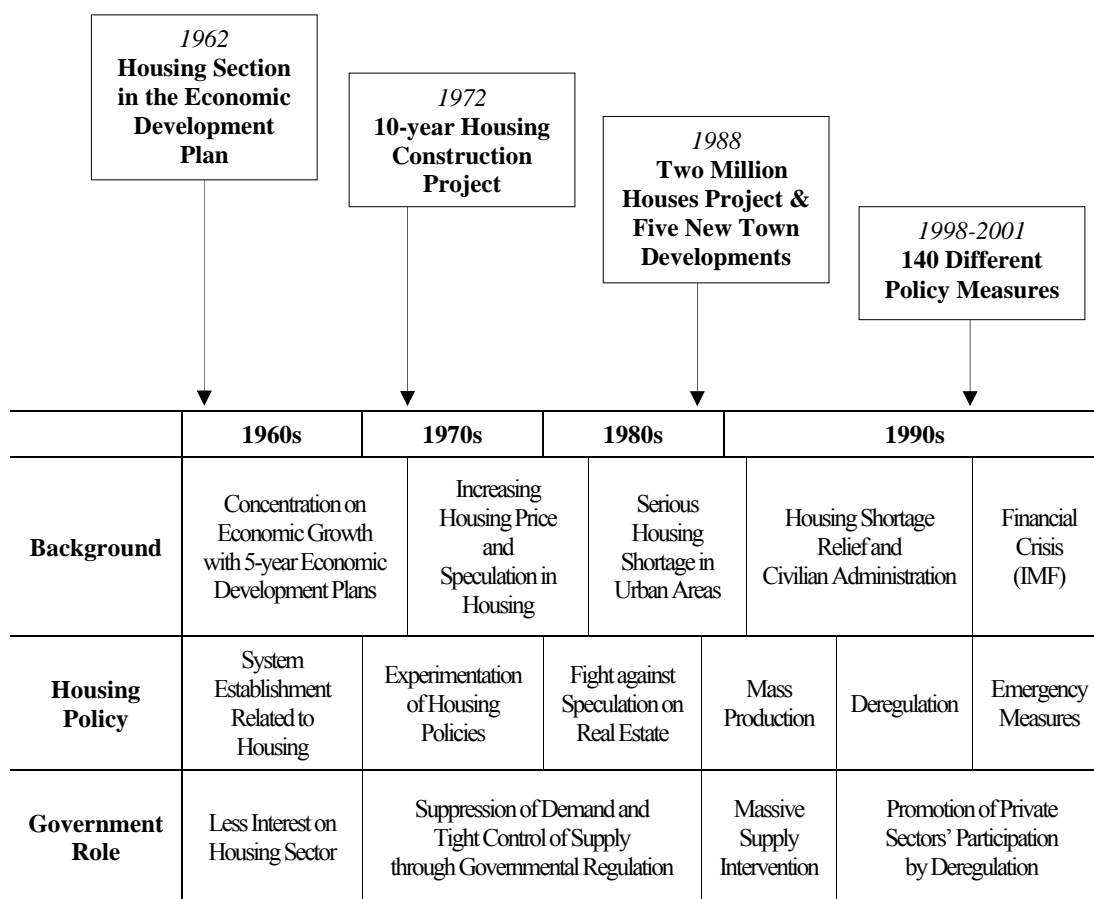 1962
Housing Section
in the Economic
Development
Plan
1972
10-year Housing
Construction
Project
1988
Two Million
Houses Project &
Five New Town
Developments
1998-2001
140 Different
Policy Measures
1960s
1970s
1980s
1990s
Background
Concentration on
Economic Growth
with 5-year Economic
Development Plans
Increasing
Housing Price
and
Speculation in
Housing
Serious
Housing
Shortage in
Urban Areas
Housing Shortage
Relief and
Civilian Administration
Financial
Crisis
(IMF)
Housing
Policy
System
Establishment
Related to
Housing
Experimentation
of Housing
Policies
Fight against
Speculation on
Real Estate
Mass
Production
Deregulation
Emergency
Measures
Government
Role
Less Interest on
Housing Sector
Suppression of Demand and
Tight Control of Supply
through Governmental Regulation
Massive
Supply
Intervention
Promotion of Private
Sectors' Participation
by Deregulation